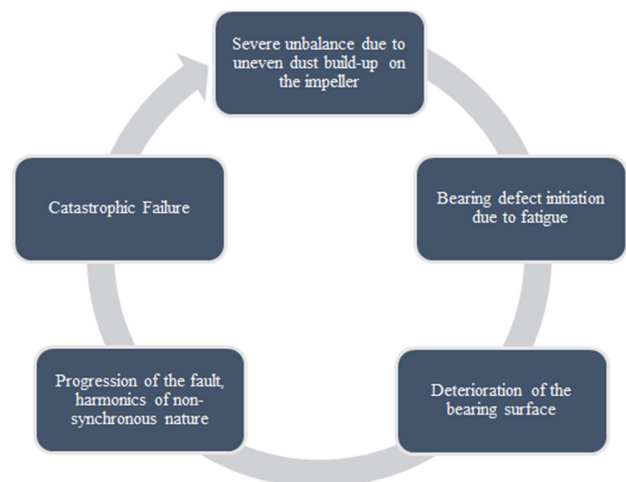 Severe unbalance due to
uneven dust build-up on
the impeller
Bearing defect initiation
due to fatigue
Deterioration of the
bearing surface
Progression of the fault,
harmonics of non-
synchronous nature
Catastrophic Failure